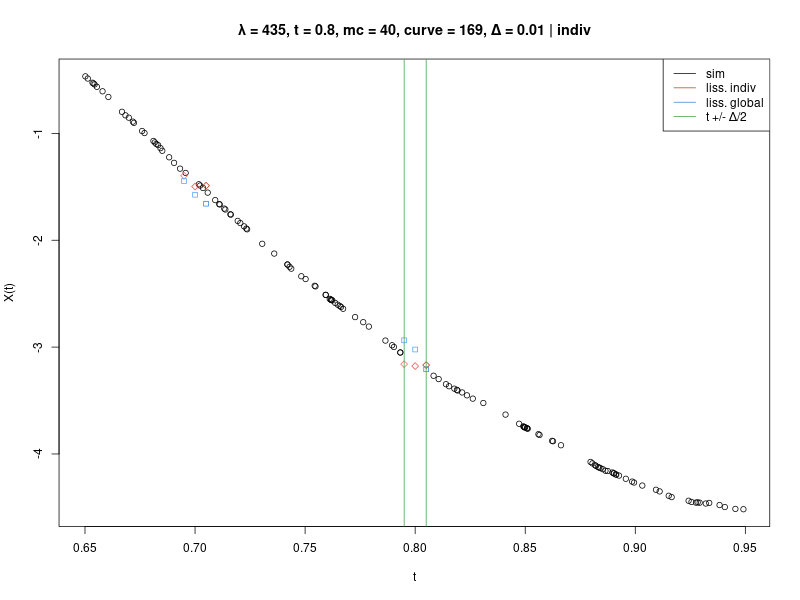 λ = 435, t = 0.8, mc = 40, curve = 169, Δ = 0.01 | indiv
sim
liss. indiv
liss. global
t +/- Δ/2
X(t)
-1
-2
-3
-4
0.65 0.70 0.75 0.80 0.85 0.90 0.95
t